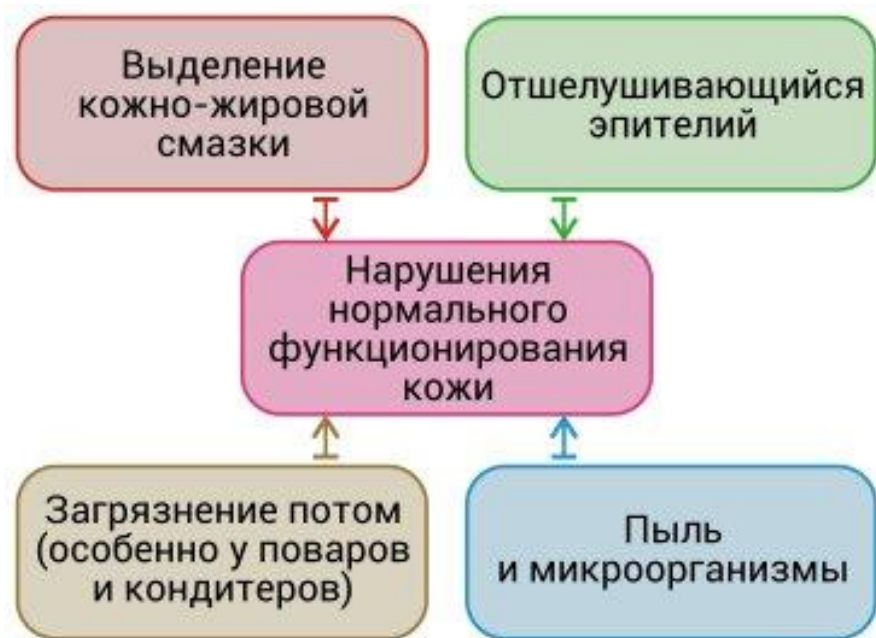 Выделение
кожно-жировой
смазки
Отшелушивающийся
эпителий
Нарушения
нормального
функционирования
кожи
Загрязнение потом
(особенно у поваров
и кондитеров)
Пыль
и микроорганизмы